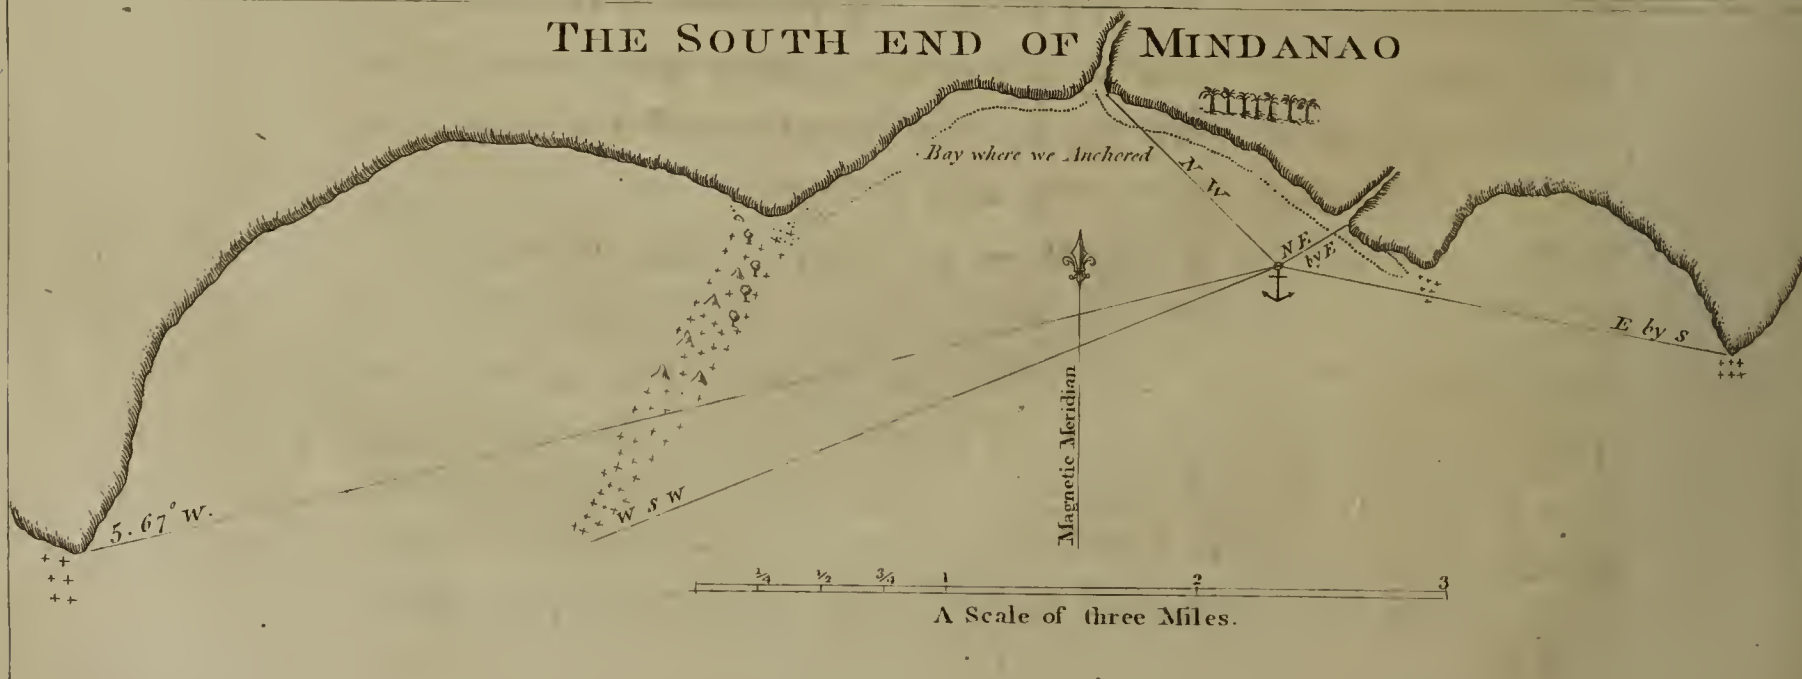 THE SOUTH END OF MINDANAO
Bay where we Anchored
N W
N E
by E
E by S
S. 67° W.
W S W
Magnetic Meridian
1/4 1/2 3/4 1 2 3
A Scale of three Miles.